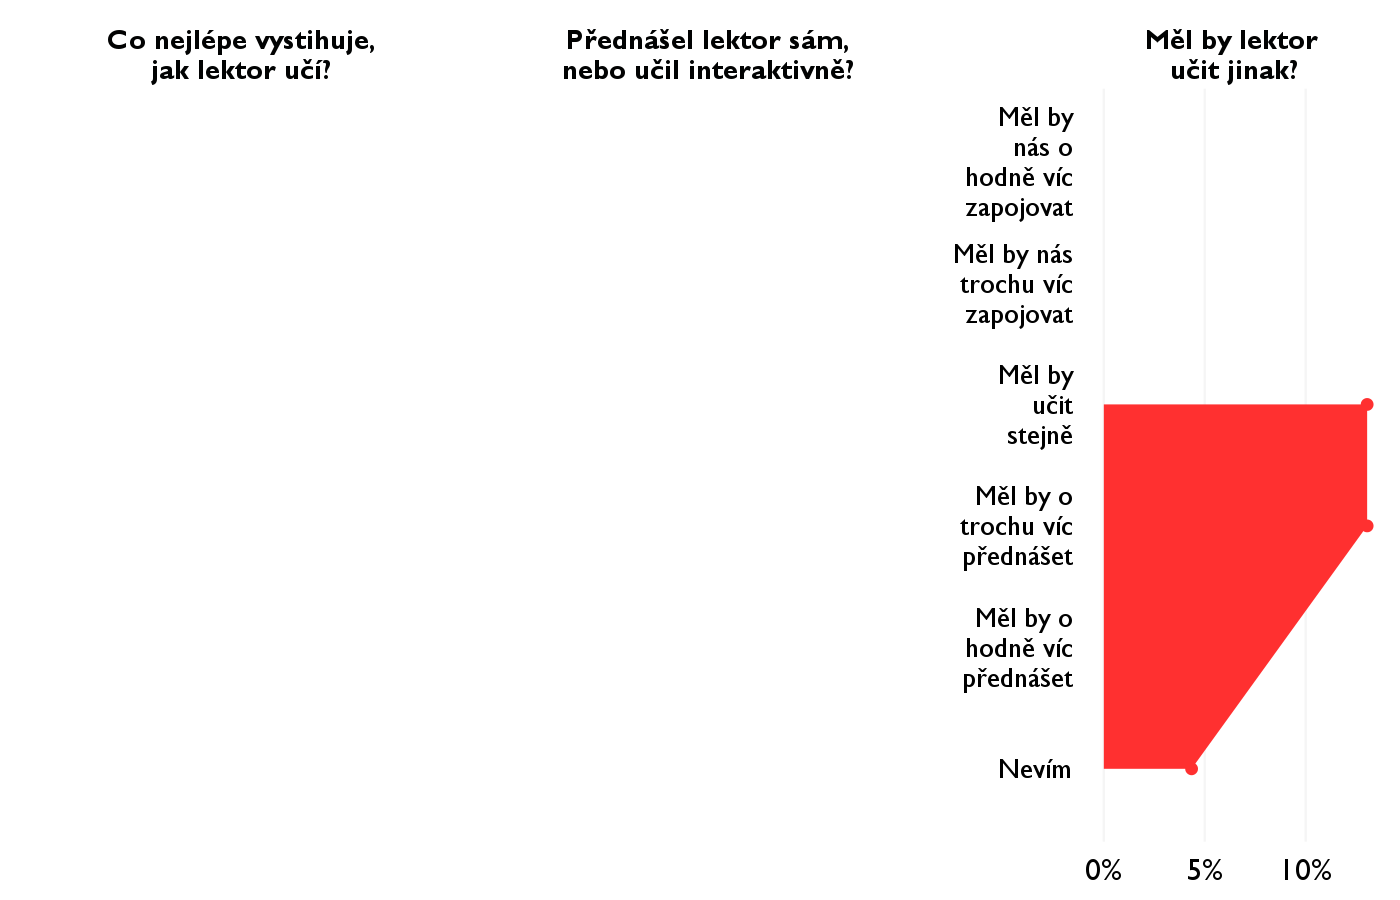 Co nejlépe vystihuje,
jak lektor učí?
Přednášel lektor sám,
nebo učil interaktivně?
Měl by lektor
učit jinak?
Měl by
nás o
hodně víc
zapojovat
Měl by nás
trochu víc
zapojovat
Měl by
učit
stejně
Měl by o
trochu víc
přednášet
Měl by o
hodně víc
přednášet
Nevím
0% 5% 10%